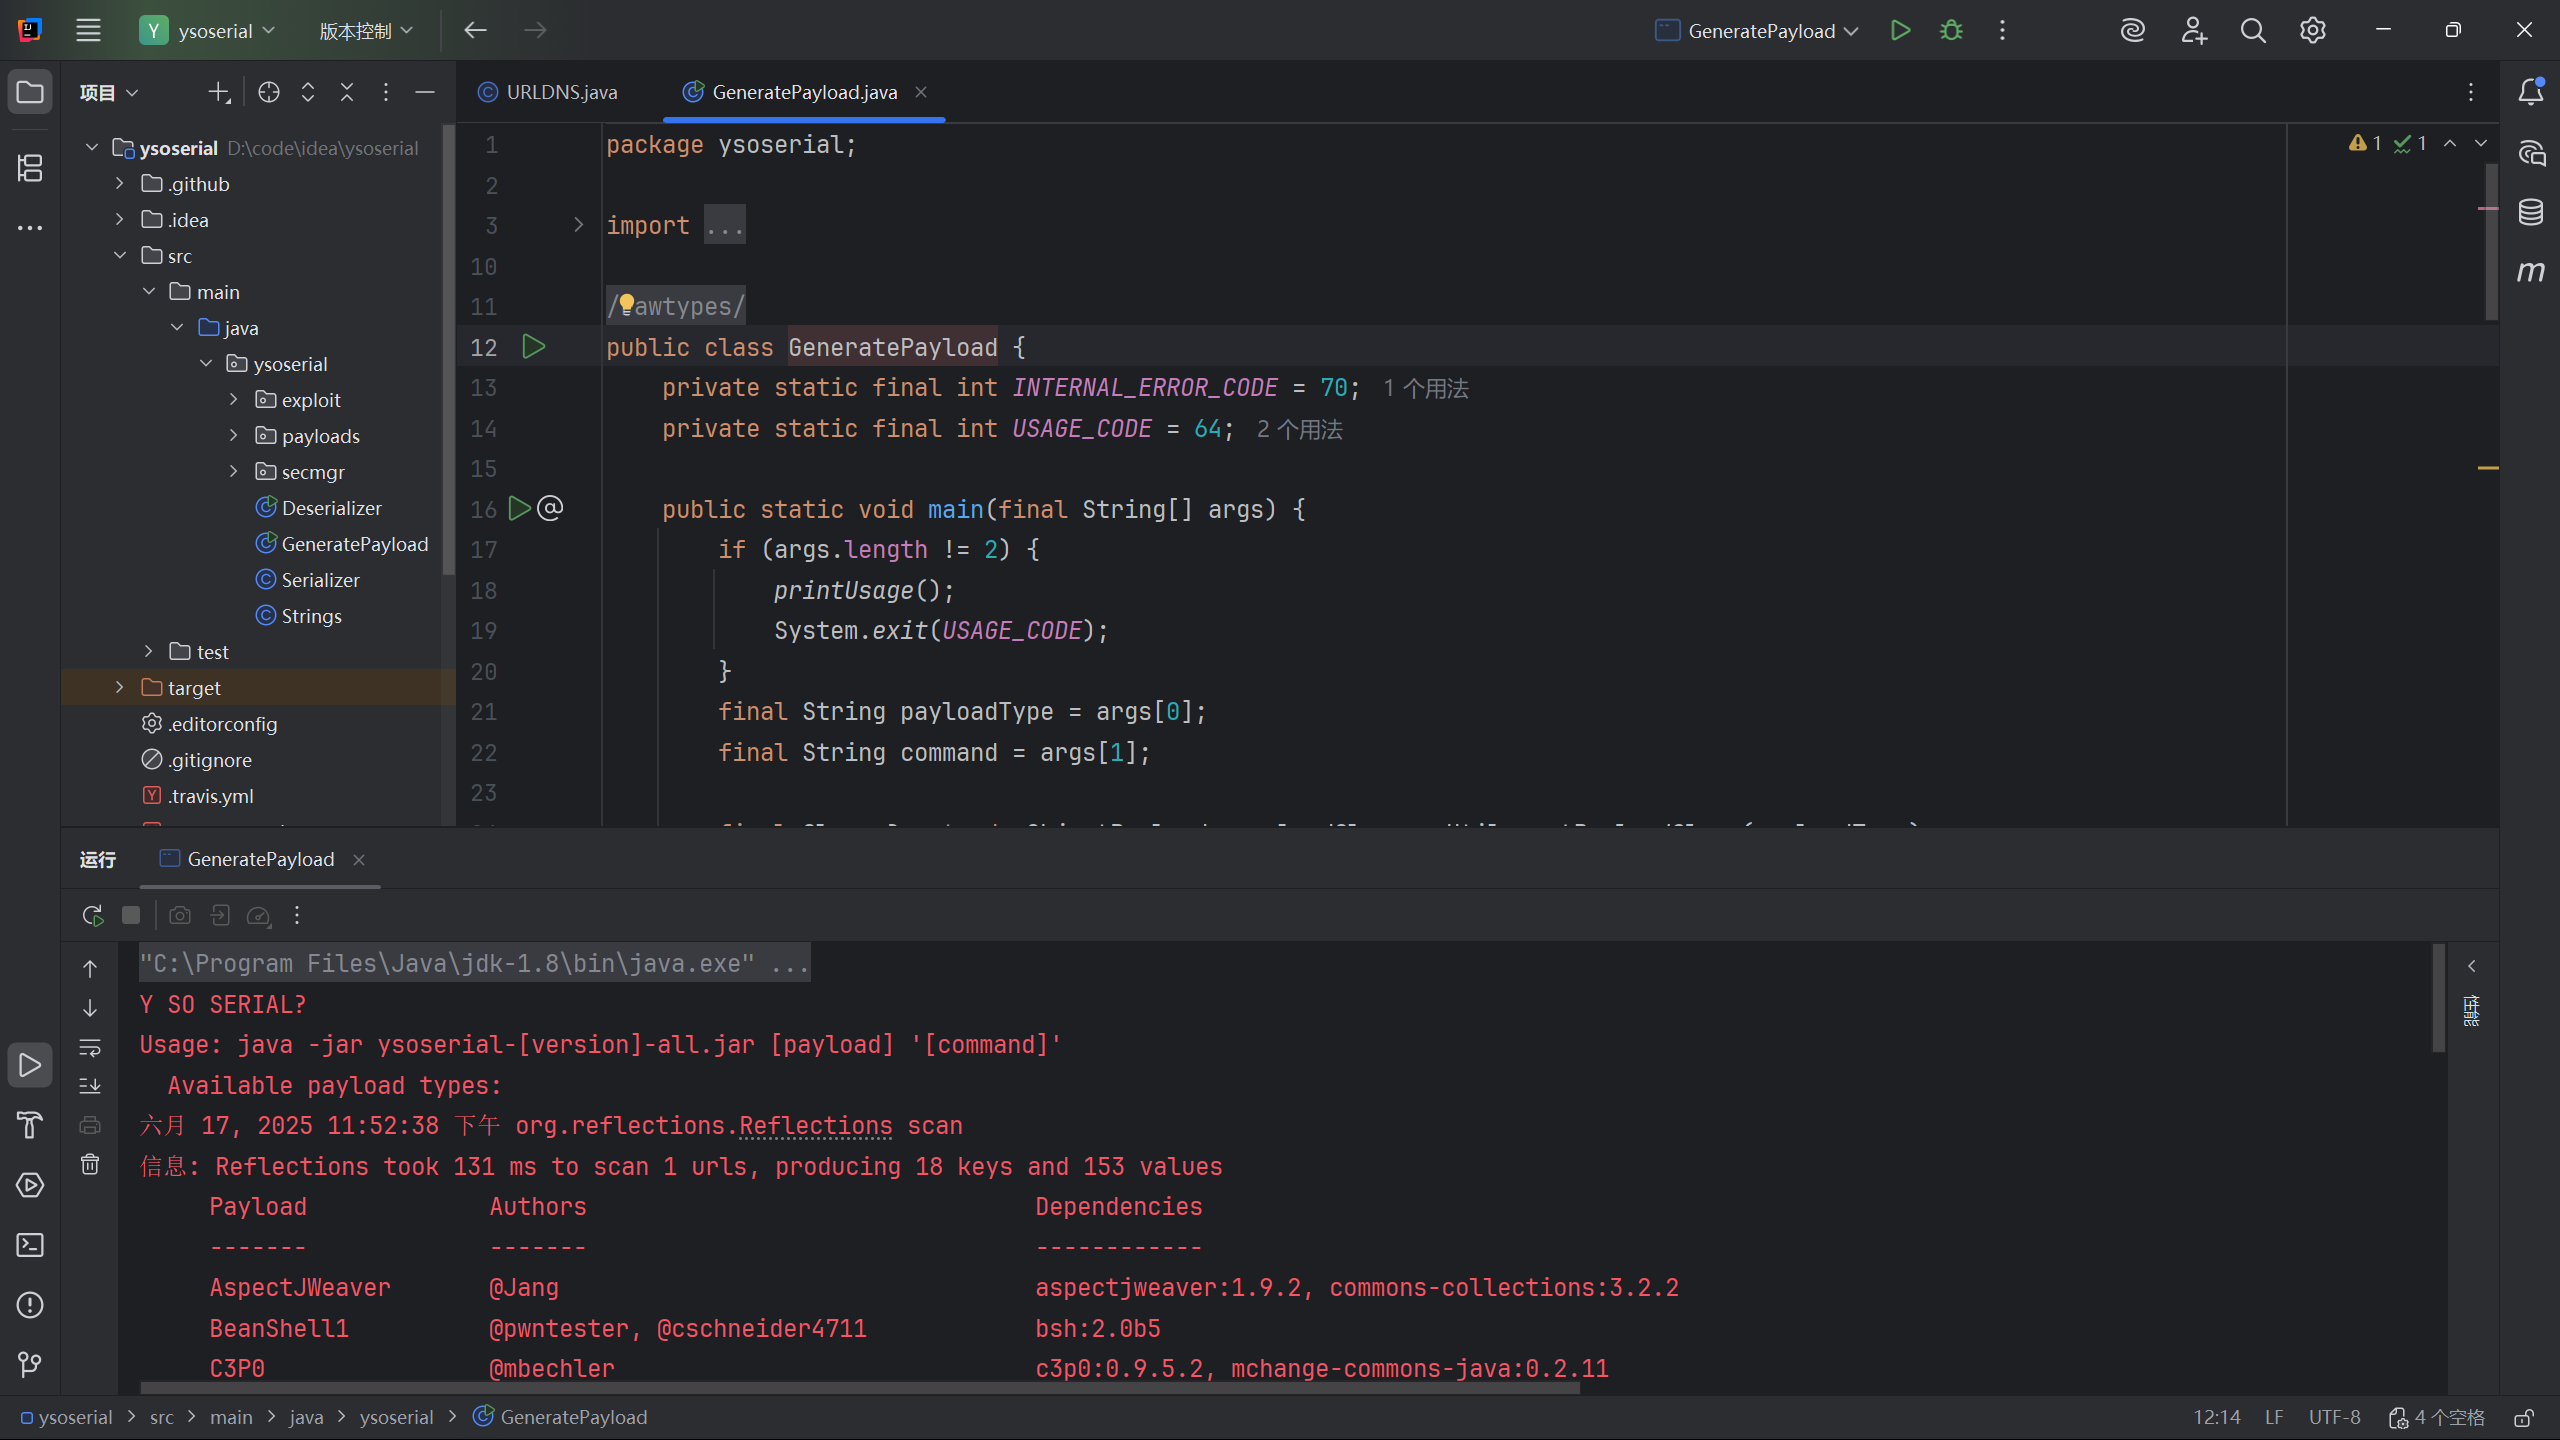 Y ysoserial 版本控制 GeneratePayload
项目
URLDNS.java GeneratePayload.java
ysoserial D:\code\idea\ysoserial
.github
.idea
src
main
java
ysoserial
exploit
payloads
secmgr
Deserializer
GeneratePayload
Serializer
Strings
test
target
.editorconfig
.gitignore
.travis.yml
1 package ysoserial;
2
3 import ...
10
11 / awtypes/
12 public class GeneratePayload {
13 private static final int INTERNAL_ERROR_CODE = 70; 1 个用法
14 private static final int USAGE_CODE = 64; 2 个用法
15
16 public static void main(final String[] args) {
17 if (args.length != 2) {
18 printUsage();
19 System.exit(USAGE_CODE);
20 }
21 final String payloadType = args[0];
22 final String command = args[1];
23
1 1
m
运行 GeneratePayload
"C:\Program Files\Java\jdk-1.8\bin\java.exe" ...
Y SO SERIAL?
Usage: java -jar ysoserial-[version]-all.jar [payload] '[command]'
Available payload types:
六月 17, 2025 11:52:38 下午 org.reflections.Reflections scan
信息: Reflections took 131 ms to scan 1 urls, producing 18 keys and 153 values
Payload Authors Dependencies
------- ------- ------------
AspectJWeaver @Jang aspectjweaver:1.9.2, commons-collections:3.2.2
BeanShell1 @pwntester, @cschneider4711 bsh:2.0b5
C3P0 @mbechler c3p0:0.9.5.2, mchange-commons-java:0.2.11
性能
ysoserial > src > main > java > ysoserial > GeneratePayload
12:14 LF UTF-8 4 个空格